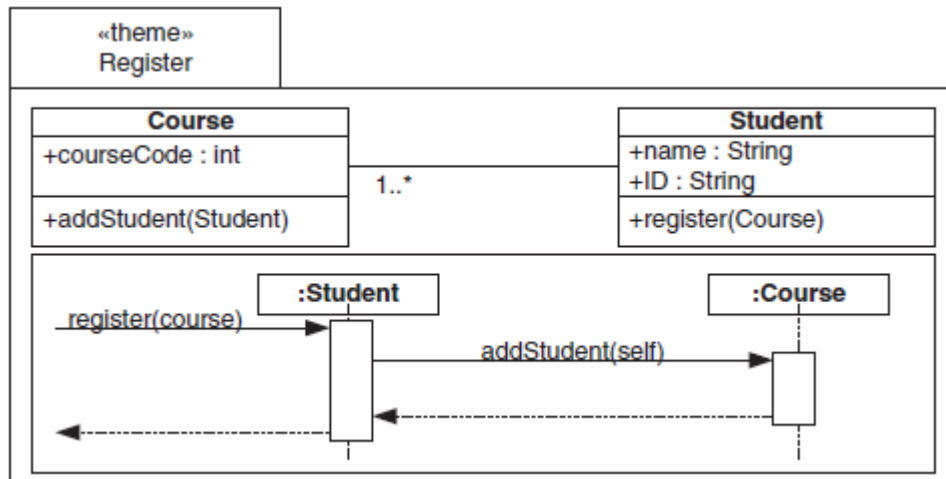 «theme»
Register
Course
+courseCode : int
+addStudent(Student)
1..*
Student
+name : String
+ID : String
+register(Course)
:Student
:Course
register(course)
addStudent(self)